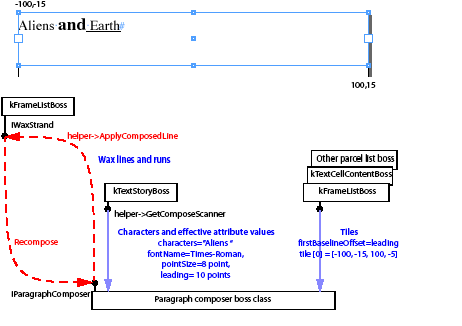 -100,-15
Aliens and Earth#
100,15
kFrameListBoss
IWaxStrand
helper->ApplyComposedLine
Wax lines and runs
Other parcel list boss
kTextCellContentBoss
kTextStoryBoss
kFrameListBoss
helper->GetComposeScanner
Characters and effective attribute values
characters="Aliens "
fontName=Times-Roman,
pointSize=8 point,
leading= 10 points
Tiles
firstBaselineOffset=leading
tile [0] = [-100, -15, 100, -5]
Recompose
IParagraphComposer
Paragraph composer boss class